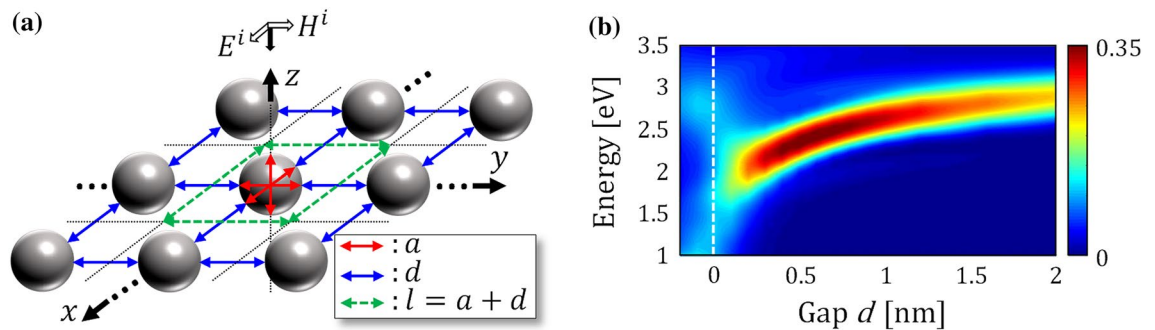 (a)
E^i
H^i
z
y
x
: a
: d
: l = a + d
(b)
Energy [eV]
3.5
3
2.5
2
1.5
1
0
0.5
1
1.5
2
Gap d [nm]
0.35
0